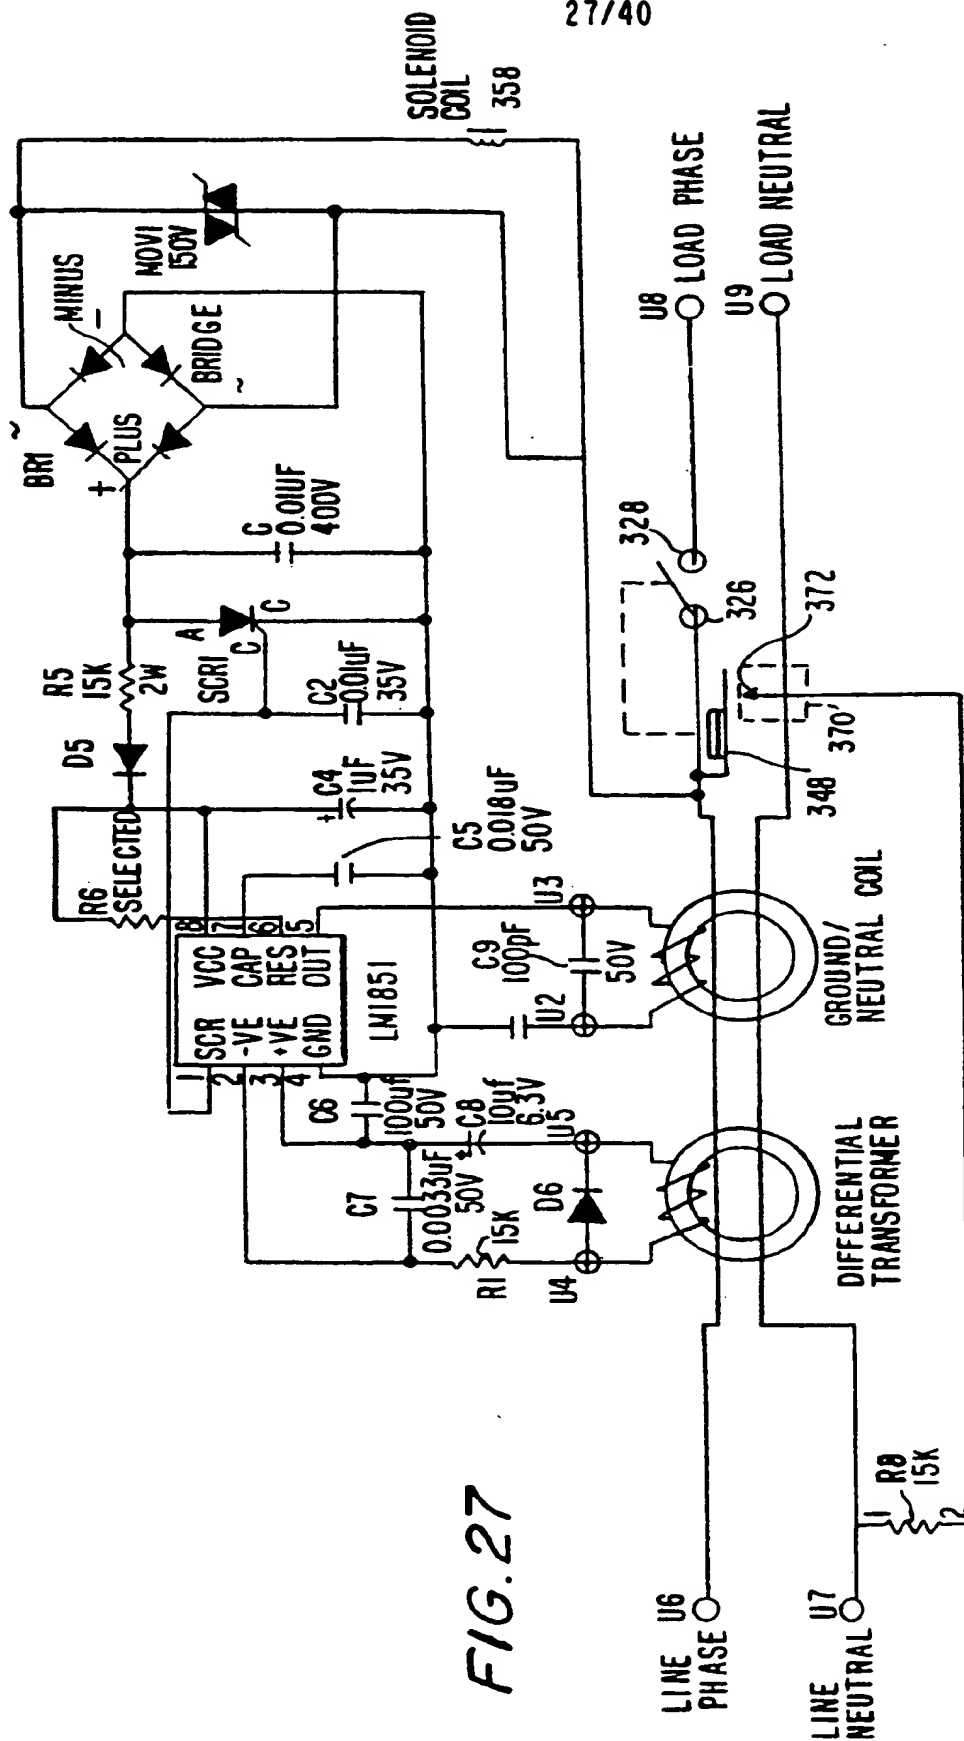 27/40
SOLENOID
COIL
358
MOV1
150V
MINUS
−
BRIDGE
~
~
BR1
PLUS
+
C
0.01UF
400V
A
C
C
SCR1
R5
15K
2W
D5
C2
0.01uF
35V
C4
1uF
35V
+
R6
SELECTED
C5
0.018uF
50V
8
7
6
5
VCC
CAP
RES
OUT
SCR
-VE
+VE
GND
1
2
3
4
LM1851
U3
C9
100pF
50V
U2
C6
100uf
50V
C8
10uf
6.3V
+
U5
C7
0.0033uF
50V
D6
R1
15K
U4
U8
LOAD PHASE
U9
LOAD NEUTRAL
328
326
372
370'
348
GROUND/
NEUTRAL COIL
DIFFERENTIAL
TRANSFORMER
FIG.27
LINE
PHASE
U6
LINE
NEUTRAL
U7
1
R8
15K
2